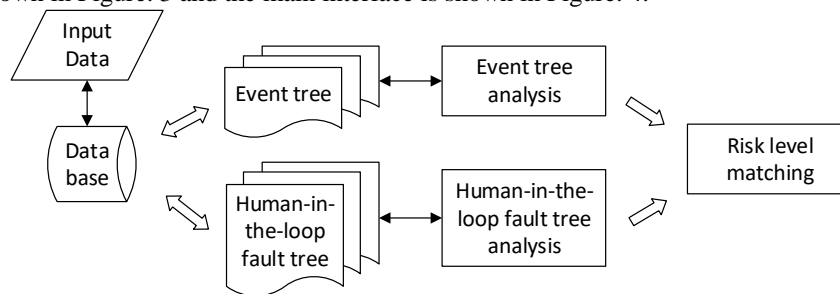 own in Figure. 3 and the main interface is shown in Figure. 4.
Input
Data
Data
base
Event tree
Event tree
analysis
Human-in-
the-loop
fault tree
Human-in-the-
loop fault tree
analysis
Risk level
matching